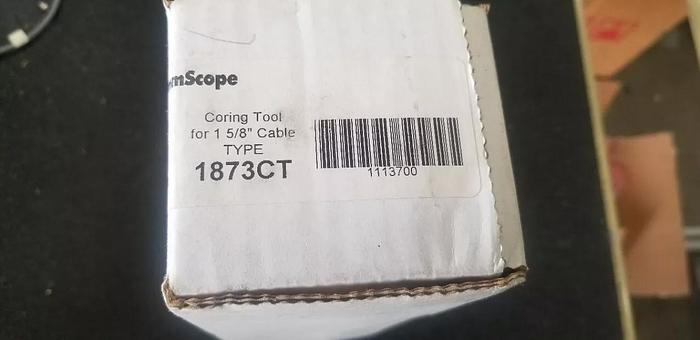 mScope
Coring Tool
for 1 5/8" Cable
TYPE
1873CT
1113700